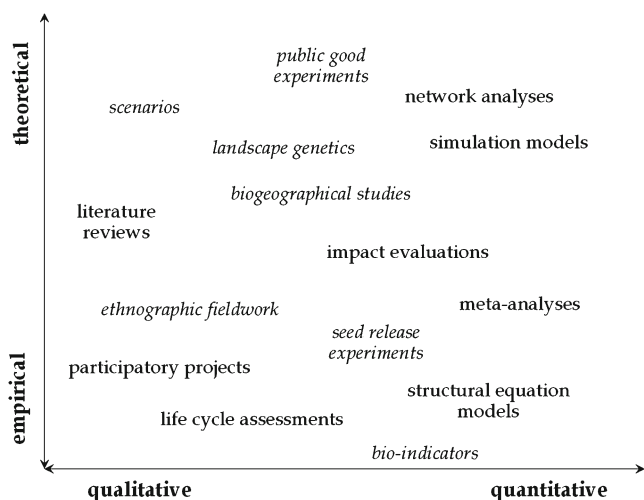 theoretical
public good
experiments
network analyses
scenarios
simulation models
landscape genetics
biogeographical studies
literature
reviews
impact evaluations
ethnographic fieldwork
meta-analyses
seed release
experiments
empirical
participatory projects
structural equation
models
life cycle assessments
bio-indicators
qualitative
quantitative